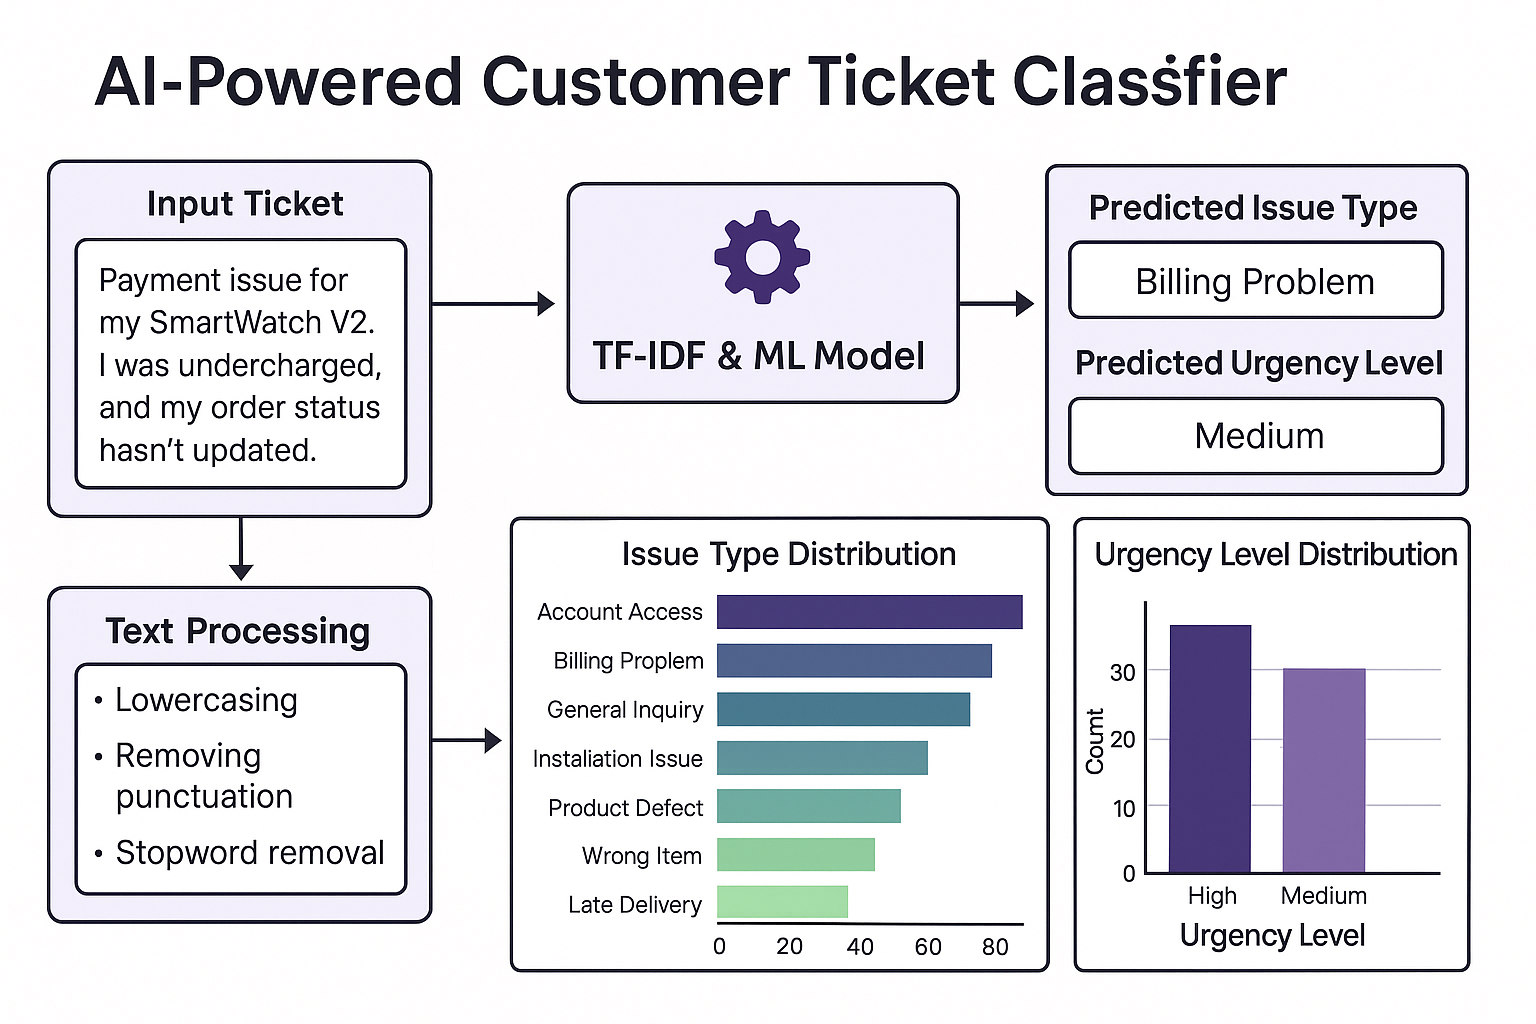 AI-Powered Customer Ticket Classfier
Input Ticket
Payment issue for
my SmartWatch V2.
I was undercharged,
and my order status
hasn't updated.
TF-IDF & ML Model
Predicted Issue Type
Billing Problem
Predicted Urgency Level
Medium
Text Processing
• Lowercasing
• Removing
punctuation
• Stopword removal
Issue Type Distribution
Account Access
Billing Proplem
General Inquiry
Instaliation Issue
Product Defect
Wrong Item
Late Delivery
0 20 40 60 80
Urgency Level Distribution
Count
30
20
10
0
High Medium
Urgency Level